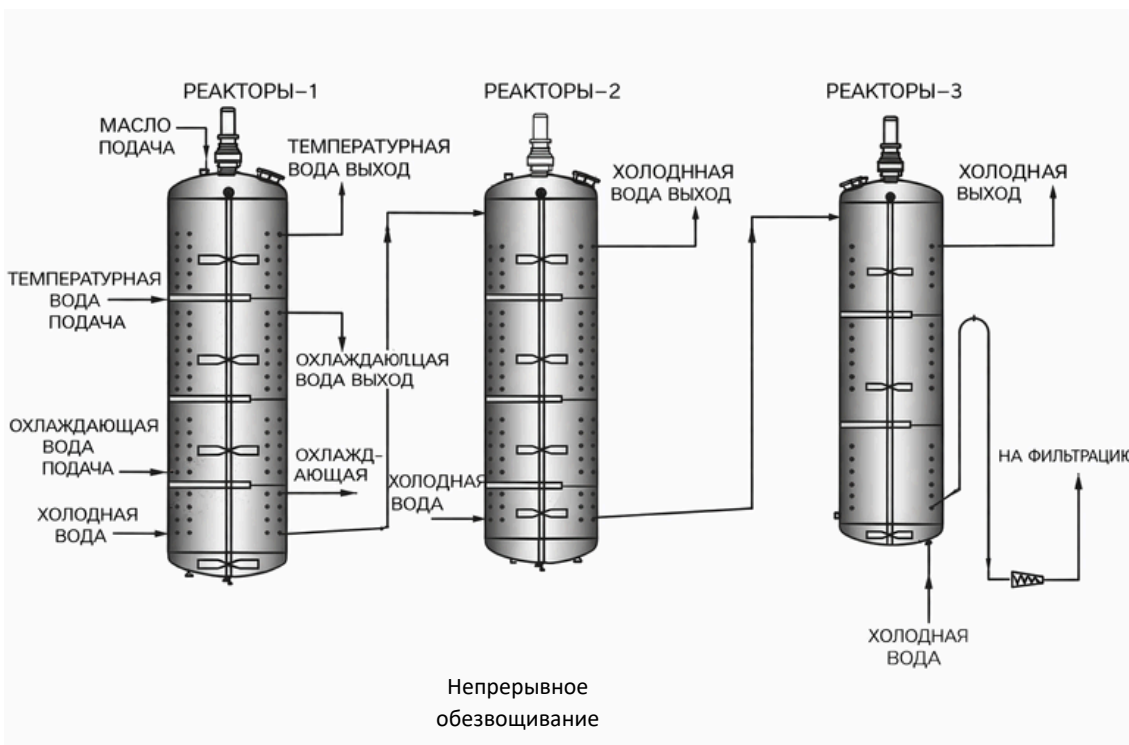 РЕАКТОРЫ–1
МАСЛО
ПОДАЧА
ТЕМПЕРАТУРНАЯ
ВОДА ВЫХОД
ТЕМПЕРАТУРНАЯ
ВОДА
ПОДАЧА
ОХЛАЖДАЮЩАЯ
ВОДА ВЫХОД
ОХЛАЖДАЮЩАЯ
ВОДА
ПОДАЧА
ОХЛАЖД-
АЮЩАЯ
ХОЛОДНАЯ
ВОДА
РЕАКТОРЫ–2
ХОЛОДННАЯ
ВОДА ВЫХОД
ХОЛОДНАЯ
ВОДА
РЕАКТОРЫ–3
ХОЛОДНАЯ
ВЫХОД
НА ФИЛЬТРАЦИЮ
ХОЛОДНАЯ
ВОДА
Непрерывное
обезвощивание